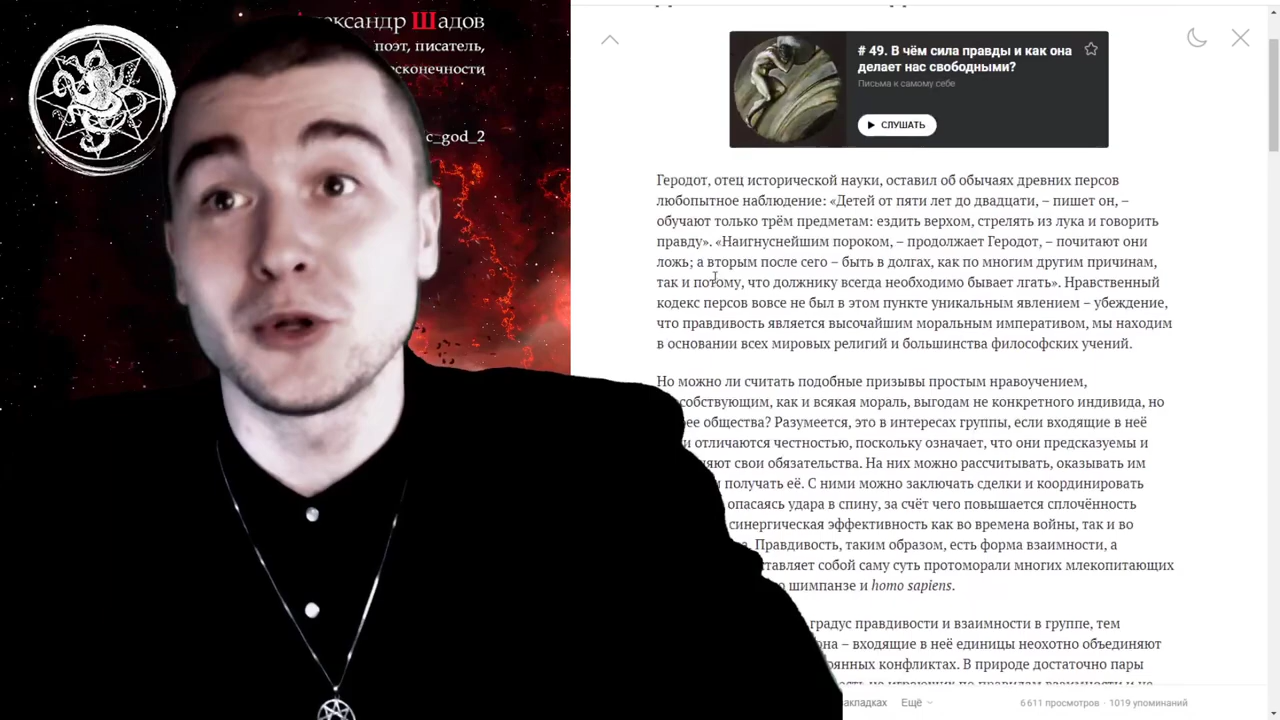 Шадов
поэт, писатель,
c_god_2
# 49. В чём сила правды и как она
делает нас свободными?
Письма к самому себе
СЛУШАТЬ
Геродот, отец исторической науки, оставил об обычаях древних персов
любопытное наблюдение: «Детей от пяти лет до двадцати, – пишет он, –
обучают только трём предметам: ездить верхом, стрелять из лука и говорить
правду». «Наигнуснейшим пороком, – продолжает Геродот, – почитают они
ложь; а вторым после сего – быть в долгах, как по многим другим причинам,
так и потому, что должнику всегда необходимо бывает лгать». Нравственный
кодекс персов вовсе не был в этом пункте уникальным явлением – убеждение,
что правдивость является высочайшим моральным императивом, мы находим
в основании всех мировых религий и большинства философских учений.
Но можно ли считать подобные призывы простым нравоучением,
собствующим, как и всякая мораль, выгодам не конкретного индивида, но
рее общества? Разумеется, это в интересах группы, если входящие в неё
и отличаются честностью, поскольку означает, что они предсказуемы и
няют свои обязательства. На них можно рассчитывать, оказывать им
и получать её. С ними можно заключать сделки и координировать
опасаясь удара в спину, за счёт чего повышается сплочённость
синергическая эффективность как во времена войны, так и во
Правдивость, таким образом, есть форма взаимности, а
тавляет собой саму суть протоморали многих млекопитающих
шимпанзе и homo sapiens.
градус правдивости и взаимности в группе, тем
она – входящие в неё единицы неохотно объединяют
оянных конфликтах. В природе достаточно пары
закладках Ещё 6 611 просмотров · 1019 упоминаний